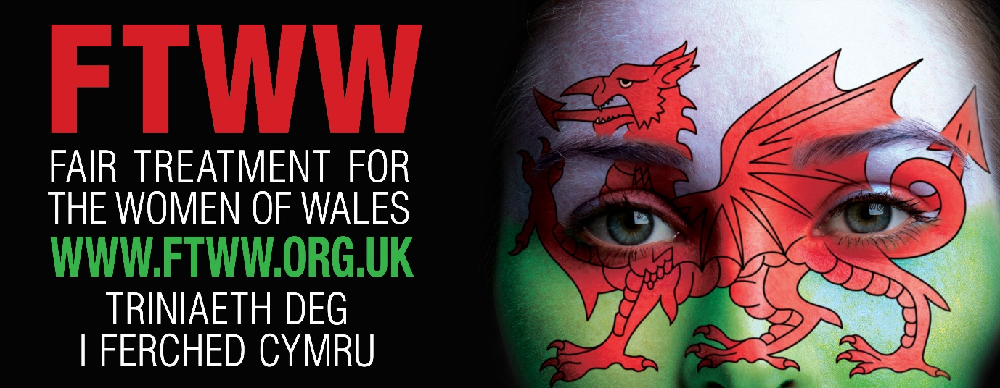 FTWW
FAIR TREATMENT FOR
THE WOMEN OF WALES
WWW.FTWW.ORG.UK
TRINIAETH DEG
I FERCHED CYMRU